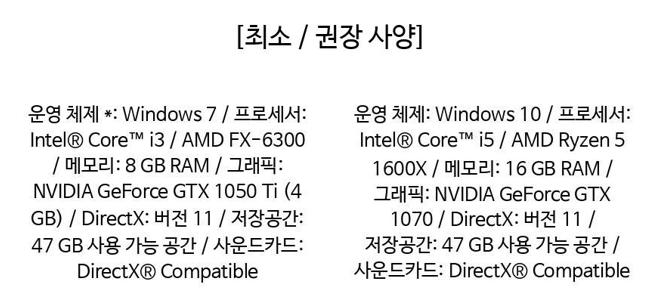 [최소 / 권장 사양]
운영 체제 *: Windows 7 / 프로세서:
Intel® Core™ i3 / AMD FX-6300
/ 메모리: 8 GB RAM / 그래픽:
NVIDIA GeForce GTX 1050 Ti (4
GB) / DirectX: 버전 11 / 저장공간:
47 GB 사용 가능 공간 / 사운드카드:
DirectX® Compatible
운영 체제: Windows 10 / 프로세서:
Intel® Core™ i5 / AMD Ryzen 5
1600X / 메모리: 16 GB RAM /
그래픽: NVIDIA GeForce GTX
1070 / DirectX: 버전 11 /
저장공간: 47 GB 사용 가능 공간 /
사운드카드: DirectX® Compatible